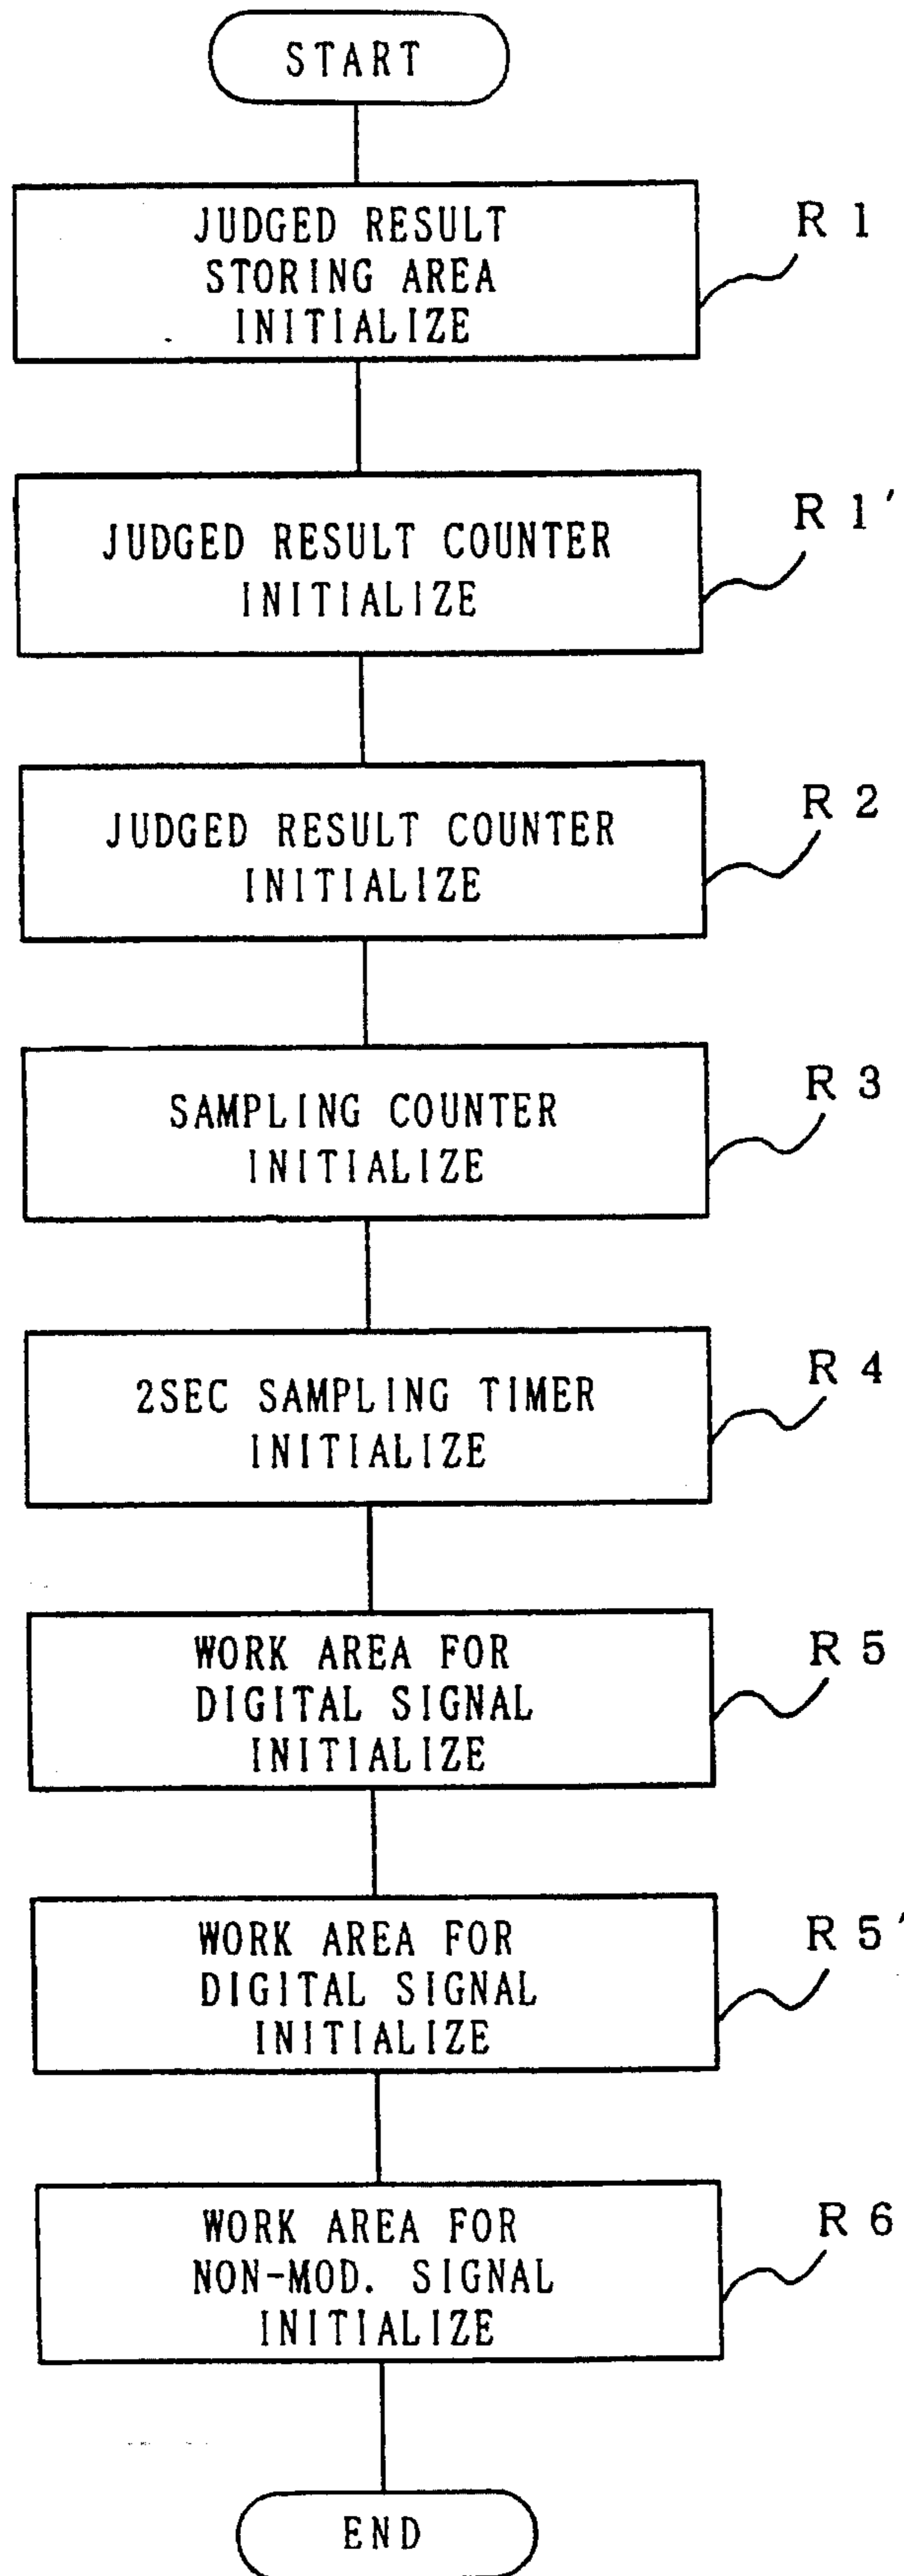 START
JUDGED RESULT
STORING AREA
INITIALIZE
R 1
JUDGED RESULT COUNTER
INITIALIZE
R 1'
JUDGED RESULT COUNTER
INITIALIZE
R 2
SAMPLING COUNTER
INITIALIZE
R 3
2SEC SAMPLING TIMER
INITIALIZE
R 4
WORK AREA FOR
DIGITAL SIGNAL
INITIALIZE
R 5
WORK AREA FOR
DIGITAL SIGNAL
INITIALIZE
R 5'
WORK AREA FOR
NON-MOD. SIGNAL
INITIALIZE
R 6
END